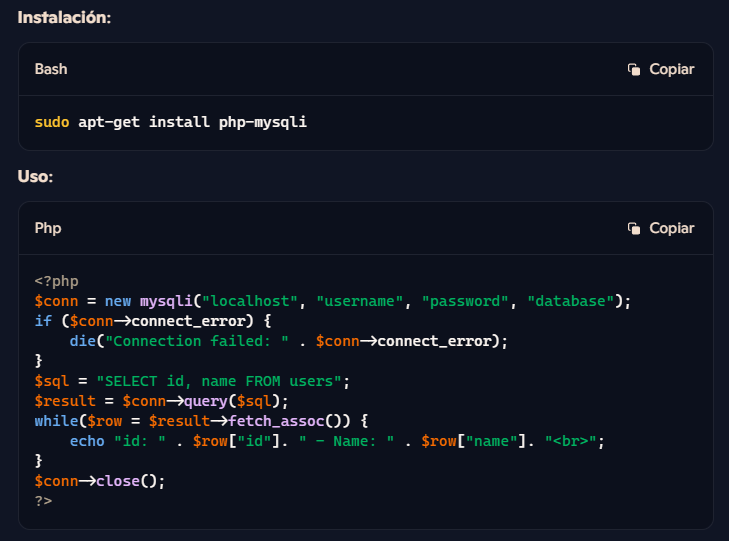 Instalación:
Bash
Copiar
sudo apt-get install php-mysqli
Uso:
Php
Copiar
<?php
$conn = new mysqli("localhost", "username", "password", "database");
if ($conn->connect_error) {
    die("Connection failed: " . $conn->connect_error);
}
$sql = "SELECT id, name FROM users";
$result = $conn->query($sql);
while($row = $result->fetch_assoc()) {
    echo "id: " . $row["id"]. " - Name: " . $row["name"]. "<br>";
}
$conn->close();
?>